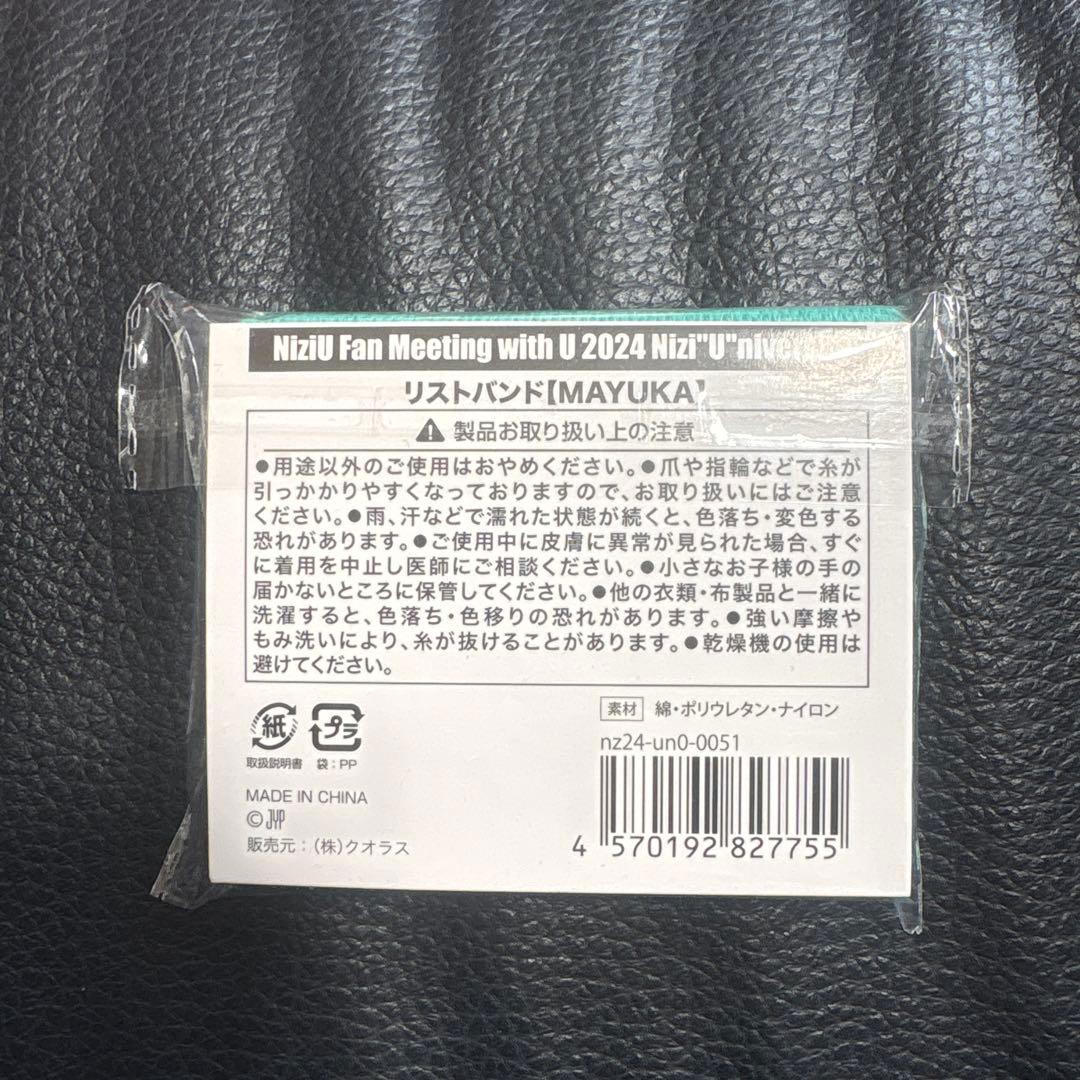 NiziU Fan Meeting with U 2024 Nizi"U"nive
リストバンド【MAYUKA】
製品お取り扱い上の注意
●用途以外のご使用はおやめください。●爪や指輪などで糸が
引っかかりやすくなっておりますので、お取り扱いにはご注意
ください。●雨、汗などで濡れた状態が続くと、色落ち・変色する
恐れがあります。●ご使用中に皮膚に異常が見られた場合、すぐ
に着用を中止し医師にご相談ください。●小さなお子様の手の
届かないところに保管してください。●他の衣類・布製品と一緒に
洗濯すると、色落ち・色移りの恐れがあります。●強い摩擦や
もみ洗いにより、糸が抜けることがあります。●乾燥機の使用は
避けてください。
紙 プラ
取扱説明書 袋:PP
MADE IN CHINA
© JYP
販売元:(株)クオラス
素材 綿・ポリウレタン・ナイロン
nz24-un0-0051
4 570192 827755